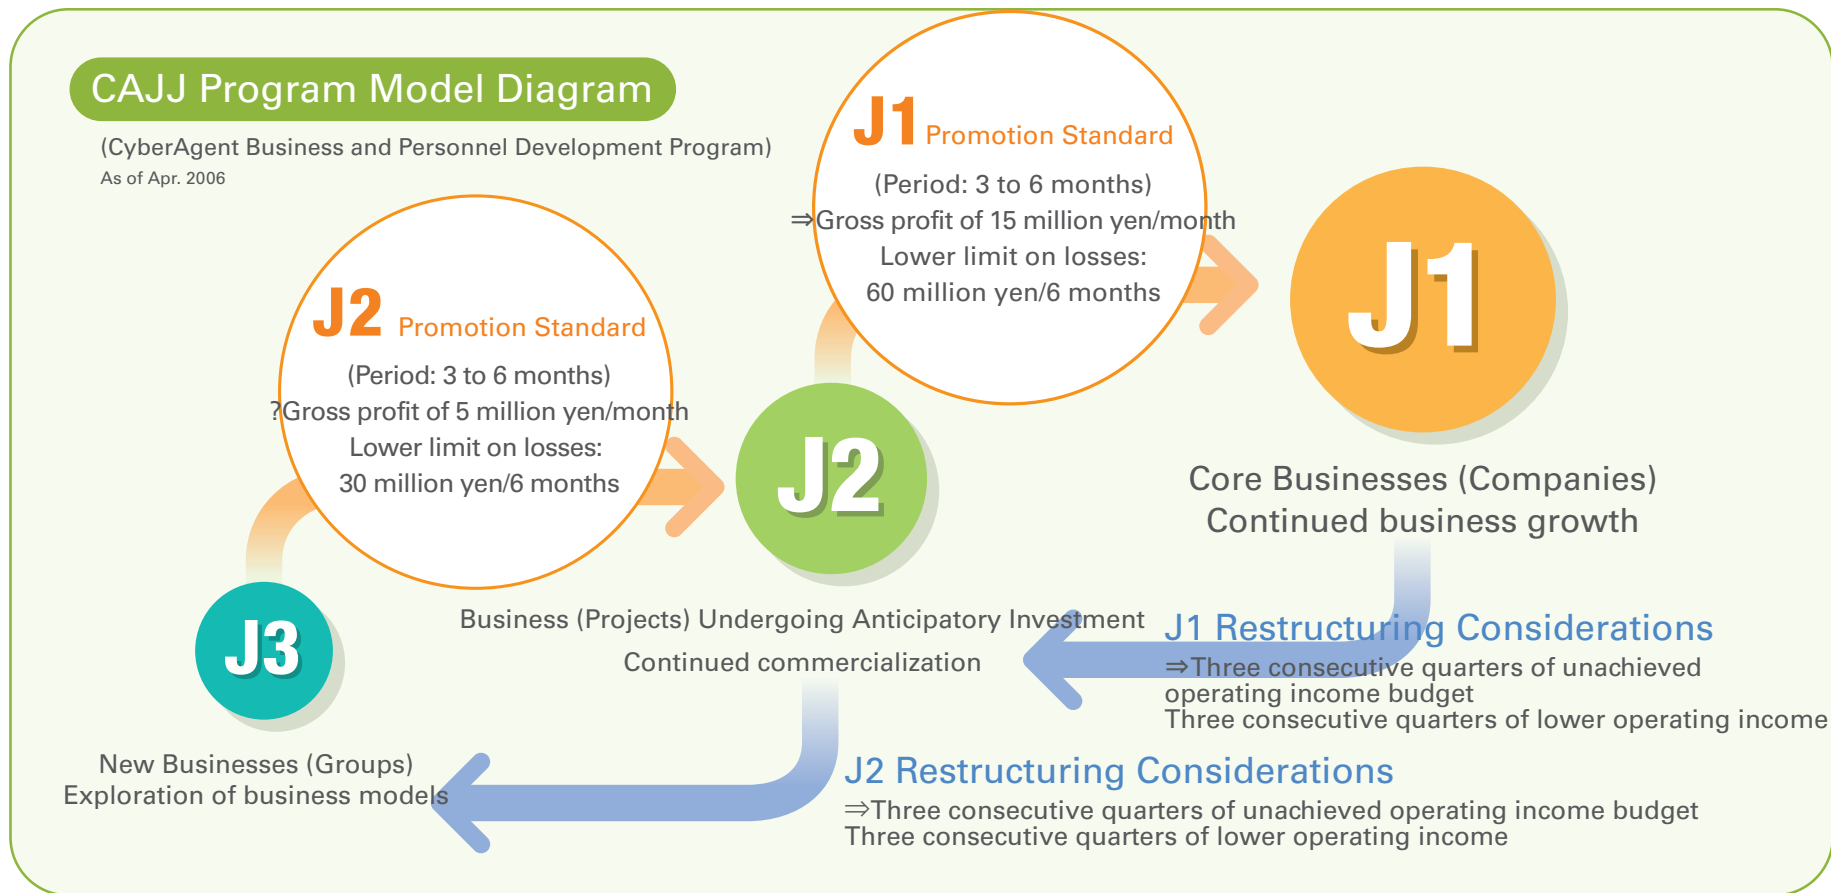 CAJJ Program Model Diagram
(CyberAgent Business and Personnel Development Program)
As of Apr. 2006
J1 Promotion Standard
(Period: 3 to 6 months)
⇒Gross profit of 15 million yen/month
Lower limit on losses:
60 million yen/6 months
J2 Promotion Standard
(Period: 3 to 6 months)
?Gross profit of 5 million yen/month
Lower limit on losses:
30 million yen/6 months
J1
Core Businesses (Companies)
Continued business growth
J2
Business (Projects) Undergoing Anticipatory Investment
Continued commercialization
J3
New Businesses (Groups)
Exploration of business models
J1 Restructuring Considerations
⇒Three consecutive quarters of unachieved
operating income budget
Three consecutive quarters of lower operating income
J2 Restructuring Considerations
⇒Three consecutive quarters of unachieved operating income budget
Three consecutive quarters of lower operating income